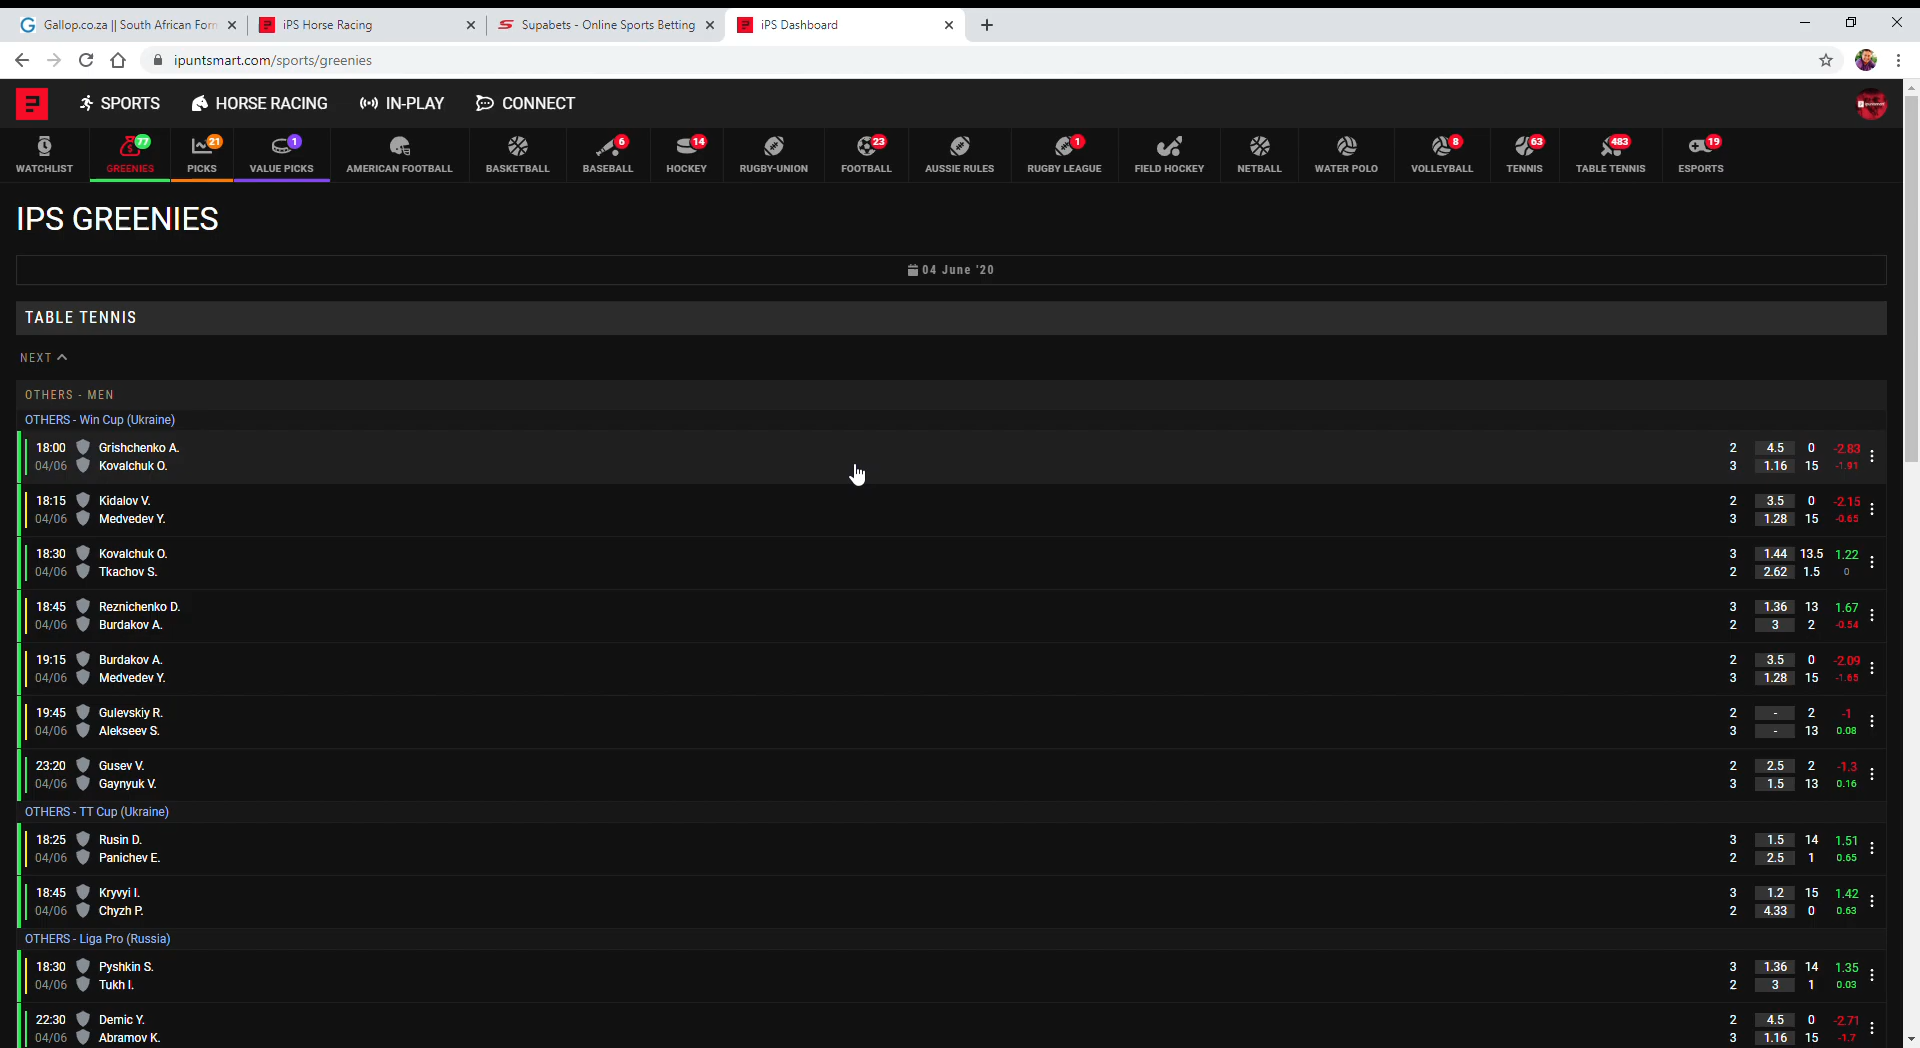 Gallop.co.za || South African Forn
iPS Horse Racing
Supabets - Online Sports Betting
iPS Dashboard
ipuntsmart.com/sports/greenies
SPORTS HORSE RACING IN-PLAY CONNECT
77 21 1 6 14 23 1 8 63 483 19
WATCHLIST GREENIES PICKS VALUE PICKS AMERICAN FOOTBALL BASKETBALL BASEBALL HOCKEY RUGBY-UNION FOOTBALL AUSSIE RULES RUGBY LEAGUE FIELD HOCKEY NETBALL WATER POLO VOLLEYBALL TENNIS TABLE TENNIS ESPORTS
IPS GREENIES
04 June '20
TABLE TENNIS
NEXT
OTHERS - MEN
OTHERS - Win Cup (Ukraine)
18:00 Grishchenko A. 2 4.5 0 -2.83
04/06 Kovalchuk O. 3 1.16 15 -1.91
18:15 Kidalov V. 2 3.5 0 -2.15
04/06 Medvedev Y. 3 1.28 15 -0.65
18:30 Kovalchuk O. 3 1.44 13.5 1.22
04/06 Tkachov S. 2 2.62 1.5 0
18:45 Reznichenko D. 3 1.36 13 1.67
04/06 Burdakov A. 2 3 2 -0.54
19:15 Burdakov A. 2 3.5 0 -2.09
04/06 Medvedev Y. 3 1.28 15 -1.65
19:45 Gulevskiy R. 2 - 2 -1
04/06 Alekseev S. 3 - 13 0.08
23:20 Gusev V. 2 2.5 2 -1.3
04/06 Gaynyuk V. 3 1.5 13 0.16
OTHERS - TT Cup (Ukraine)
18:25 Rusin D. 3 1.5 14 1.51
04/06 Panichev E. 2 2.5 1 0.65
18:45 Kryvyi I. 3 1.2 15 1.42
04/06 Chyzh P. 2 4.33 0 0.63
OTHERS - Liga Pro (Russia)
18:30 Pyshkin S. 3 1.36 14 1.35
04/06 Tukh I. 2 3 1 0.03
22:30 Demic Y. 2 4.5 0 -2.71
04/06 Abramov K. 3 1.16 15 -1.7